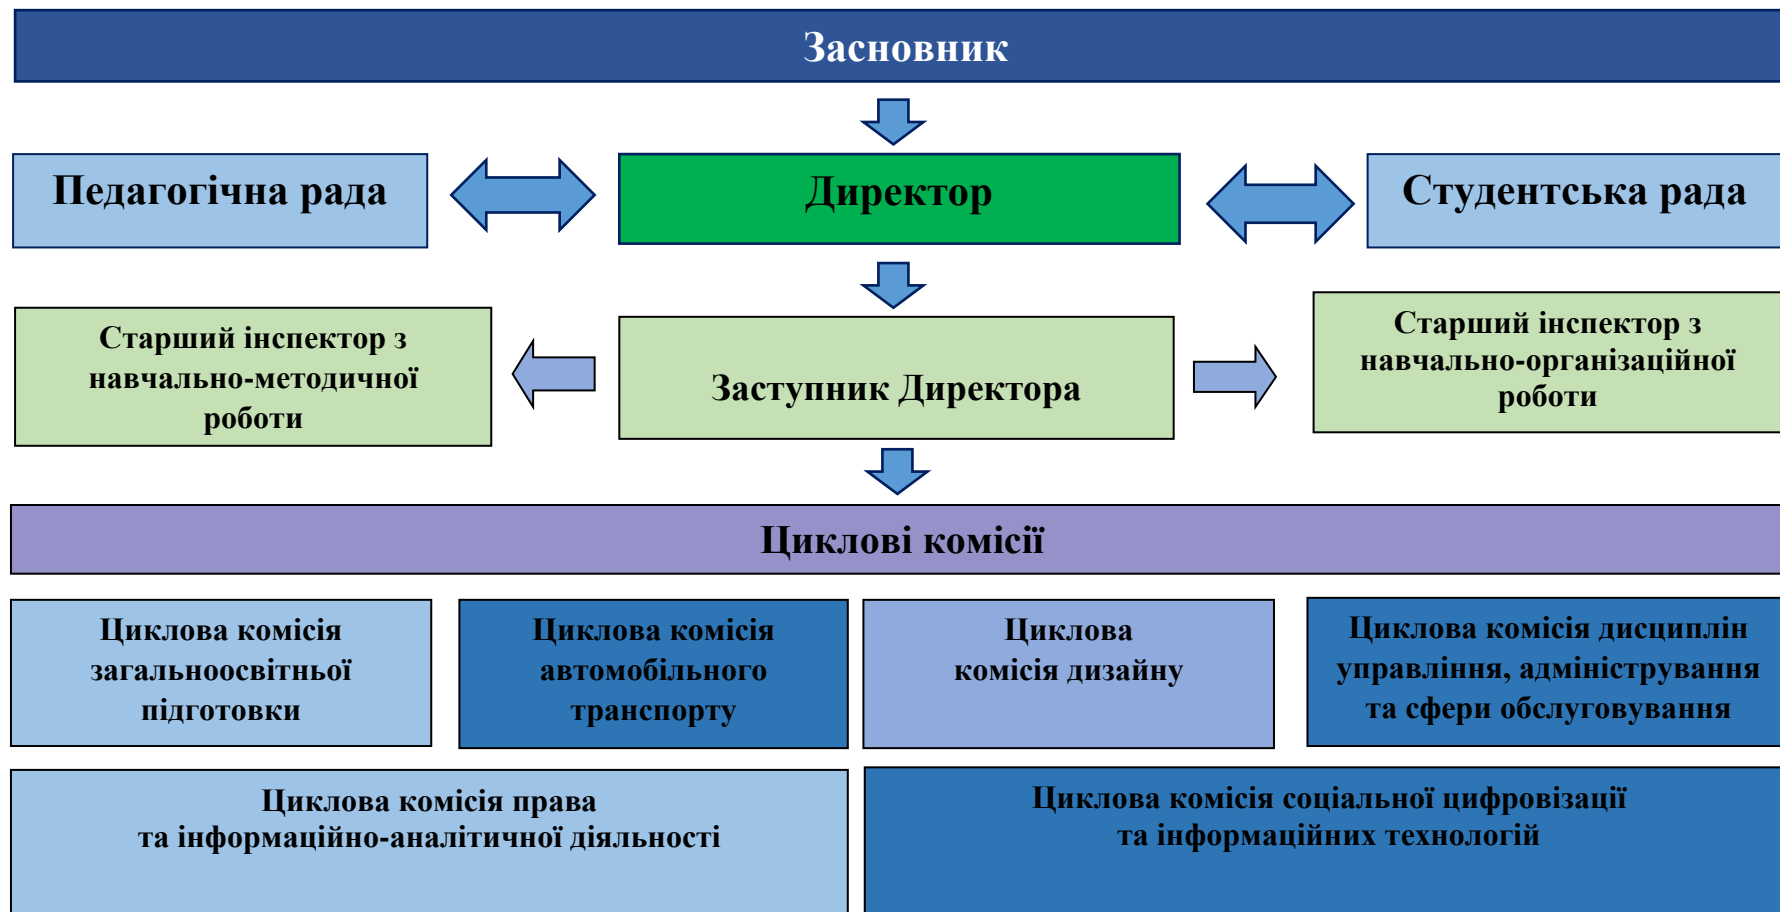 Засновник
Педагогічна рада
Директор
Студентська рада
Старший інспектор з
навчально-методичної
роботи
Заступник Директора
Старший інспектор з
навчально-організаційної
роботи
Циклові комісії
Циклова комісія
загальноосвітньої
підготовки
Циклова комісія
автомобільного
транспорту
Циклова
комісія дизайну
Циклова комісія дисциплін
управління, адміністрування
та сфери обслуговування
Циклова комісія права
та інформаційно-аналітичної діяльності
Циклова комісія соціальної цифровізації
та інформаційних технологій